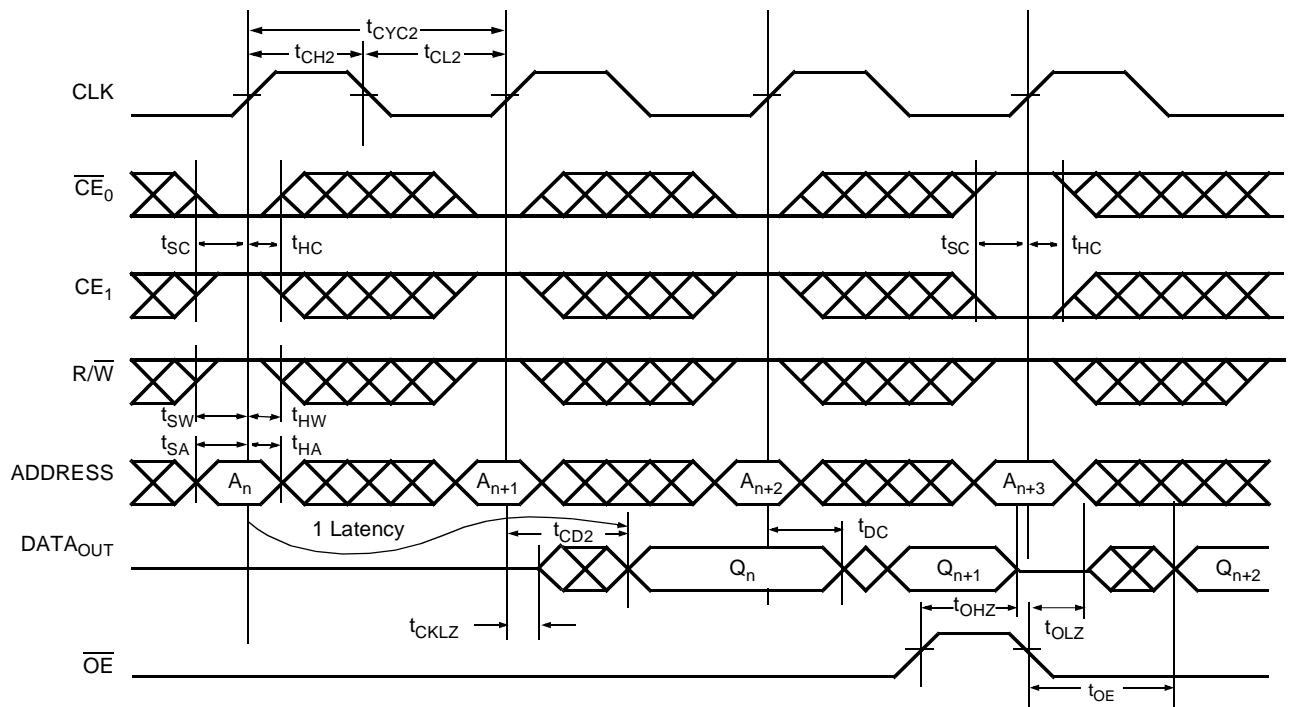 tCYC2
tCH2 tCL2
CLK
CE0
tSC tHC tSC tHC
CE1
R/W
tSW tHW
tSA tHA
ADDRESS An An+1 An+2 An+3
1 Latency tCD2 tDC
DATAOUT Qn Qn+1 Qn+2
tCKLZ tOHZ tOLZ
OE
tOE